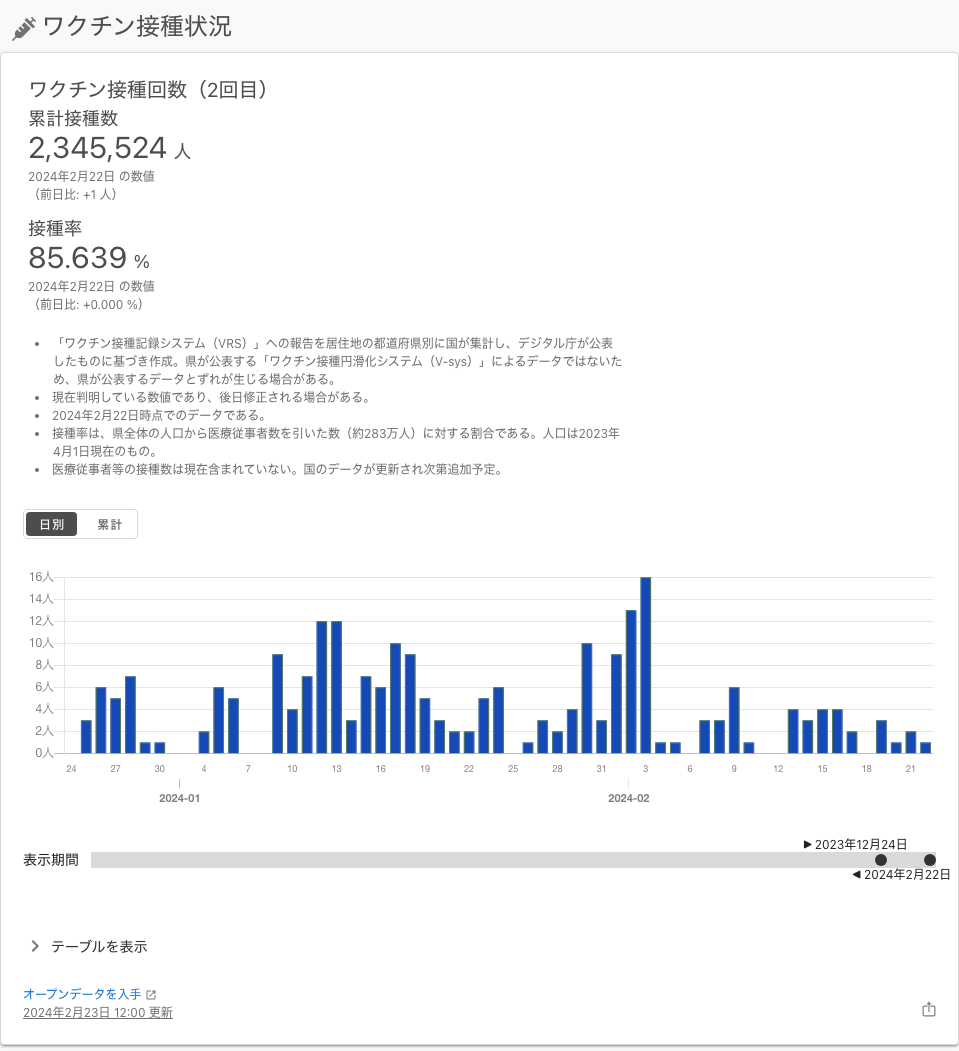 ワクチン接種状況
ワクチン接種回数（2回目）
累計接種数
2,345,524 人
2024年2月22日 の数値
（前日比: +1 人）
接種率
85.639 %
2024年2月22日 の数値
（前日比: +0.000 %）
• 「ワクチン接種記録システム（VRS）」への報告を居住地の都道府県別に国が集計し、デジタル庁が公表
したものに基づき作成。県が公表する「ワクチン接種円滑化システム（V-sys）」によるデータではないた
め、県が公表するデータとずれが生じる場合がある。
• 現在判明している数値であり、後日修正される場合がある。
• 2024年2月22日時点でのデータである。
• 接種率は、県全体の人口から医療従事者数を引いた数（約283万人）に対する割合である。人口は2023年
4月1日現在のもの。
• 医療従事者等の接種数は現在含まれていない。国のデータが更新され次第追加予定。
日別 累計
16人
14人
12人
10人
8人
6人
4人
2人
0人
24 27 30 4 7 10 13 16 19 22 25 28 31 3 6 9 12 15 18 21
2024-01 2024-02
▶ 2023年12月24日
表示期間
◀ 2024年2月22日
テーブルを表示
オープンデータを入手
2024年2月23日 12:00 更新